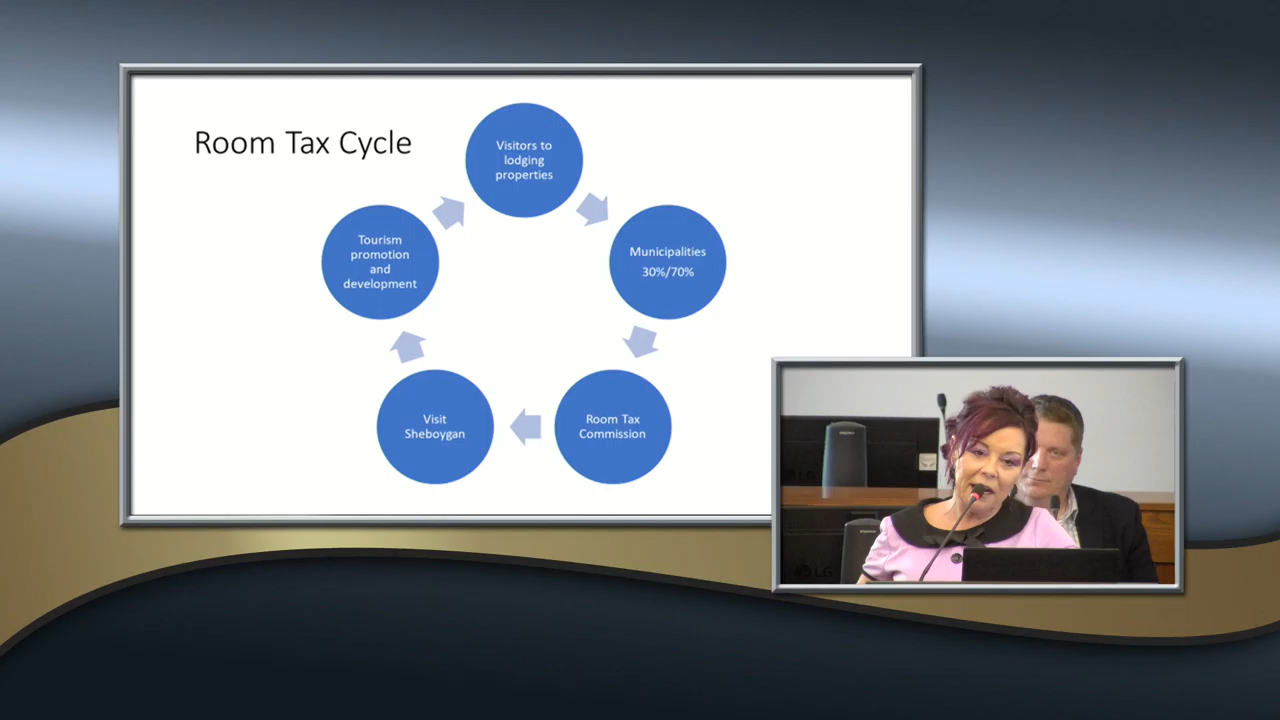 Room Tax Cycle
Visitors to
lodging
properties
Municipalities
30%/70%
Room Tax
Commission
Visit
Sheboygan
Tourism
promotion
and
development
LG